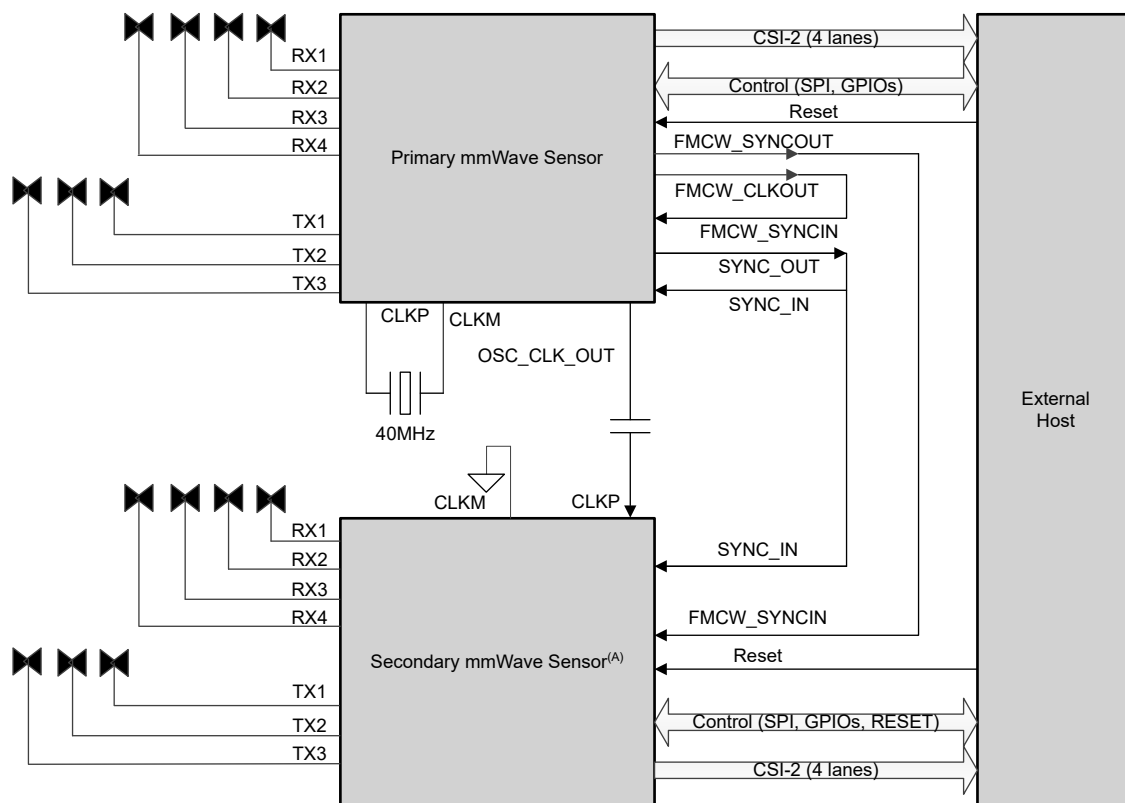 CSI-2 (4 lanes)
RX1
Control (SPI, GPIOs)
RX2
Reset
RX3
FMCW_SYNCOUT
RX4
Primary mmWave Sensor
FMCW_CLKOUT
TX1
FMCW_SYNCIN
TX2
SYNC_OUT
TX3
SYNC_IN
CLKP
CLKM
OSC_CLK_OUT
External
Host
40MHz
CLKM
CLKP
RX1
SYNC_IN
RX2
RX3
RX4
FMCW_SYNCIN
Secondary mmWave Sensor(A)
Reset
TX1
TX2
Control (SPI, GPIOs, RESET)
TX3
CSI-2 (4 lanes)